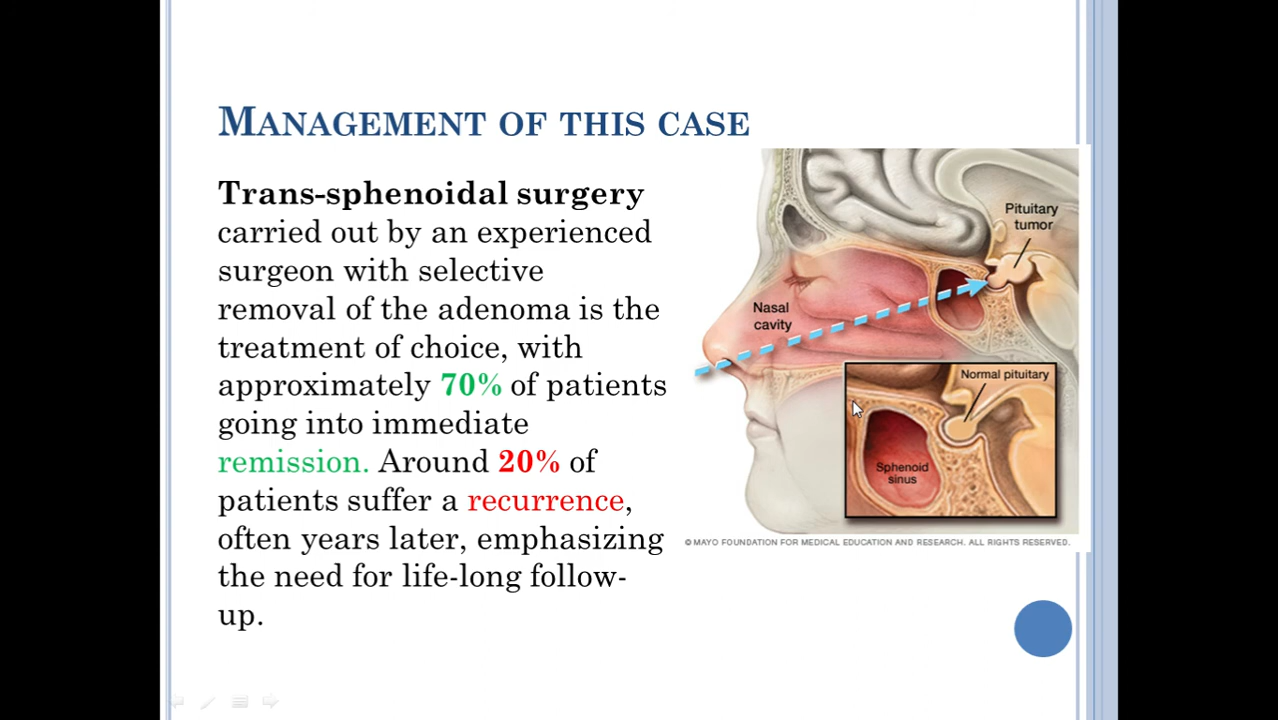 MANAGEMENT OF THIS CASE
Trans-sphenoidal surgery
carried out by an experienced
surgeon with selective
removal of the adenoma is the
treatment of choice, with
approximately 70% of patients
going into immediate
remission. Around 20% of
patients suffer a recurrence,
often years later, emphasizing
the need for life-long follow-
up.
Pituitary
tumor
Nasal
cavity
Normal pituitary
Sphenoid
sinus
© MAYO FOUNDATION FOR MEDICAL EDUCATION AND RESEARCH. ALL RIGHTS RESERVED.